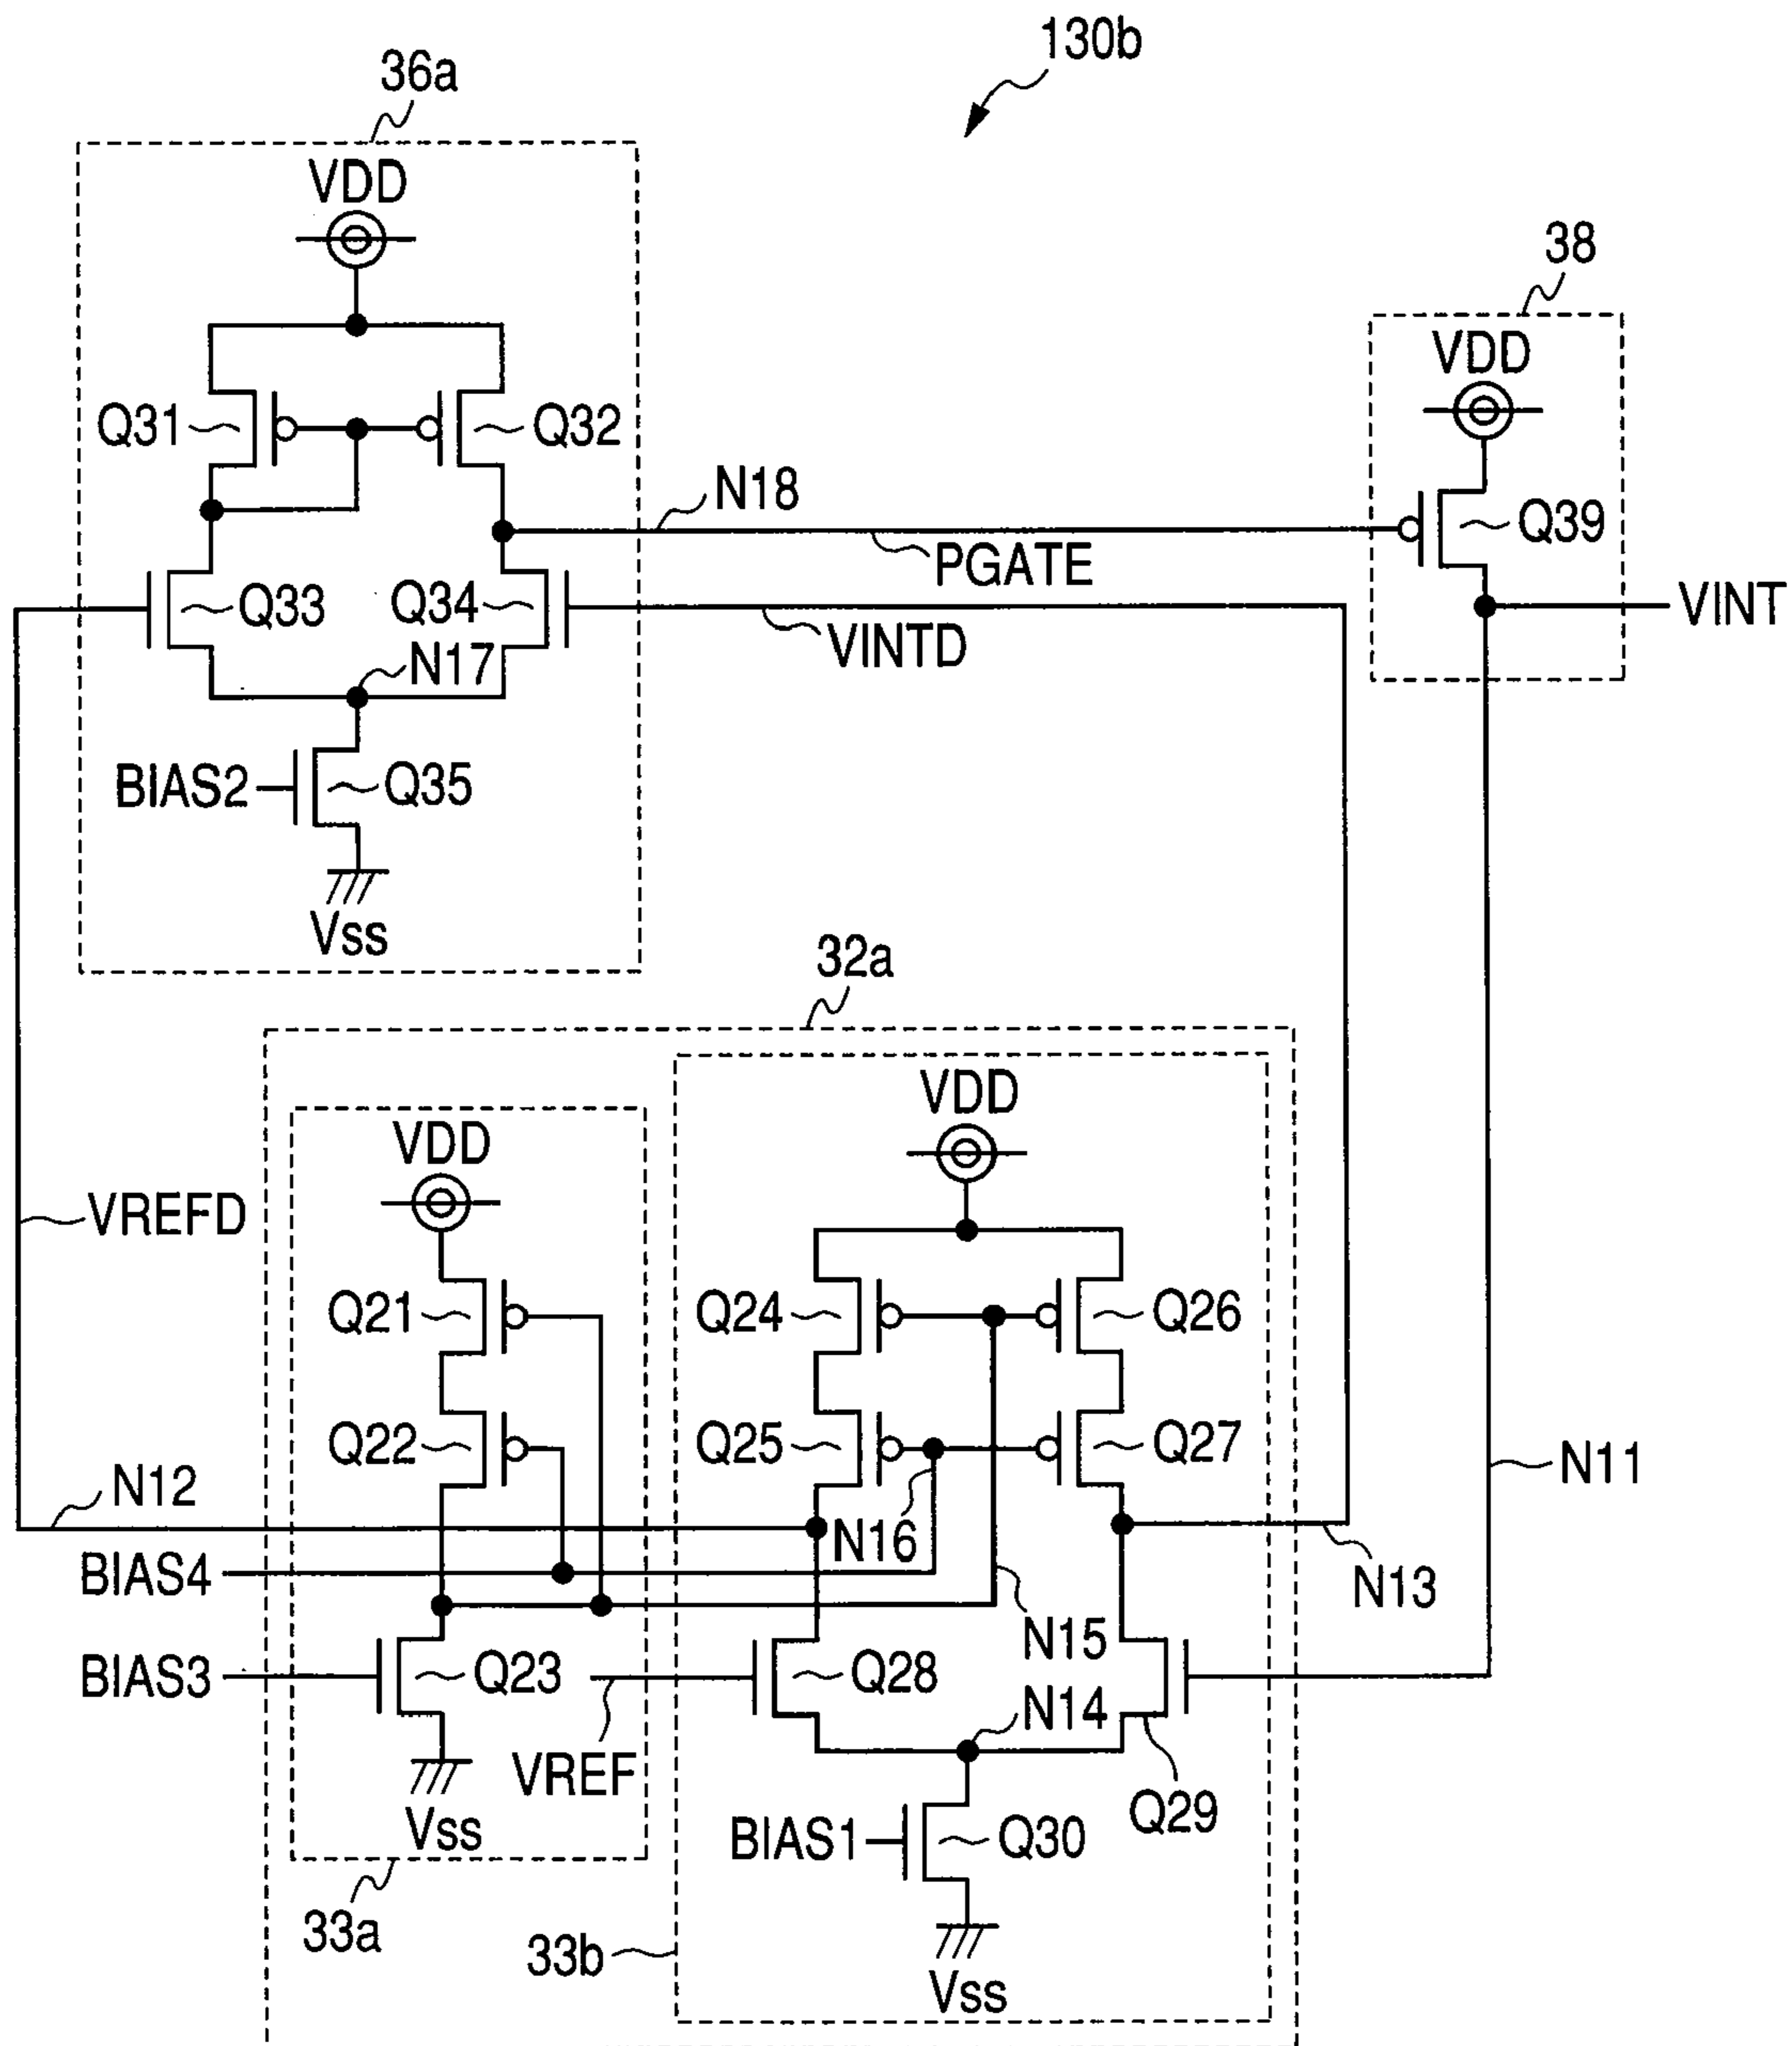 130b
36a
VDD
38
VDD
Q31
Q32
N18
Q39
PGATE
Q33
Q34
VINT
VINTD
N17
BIAS2
Q35
Vss
32a
VDD
VDD
VREFD
Q21
Q24
Q26
Q22
Q25
Q27
N11
N12
N16
BIAS4
N13
N15
BIAS3
Q23
Q28
N14
VREF
Q29
Vss
BIAS1
Q30
33a
33b
Vss